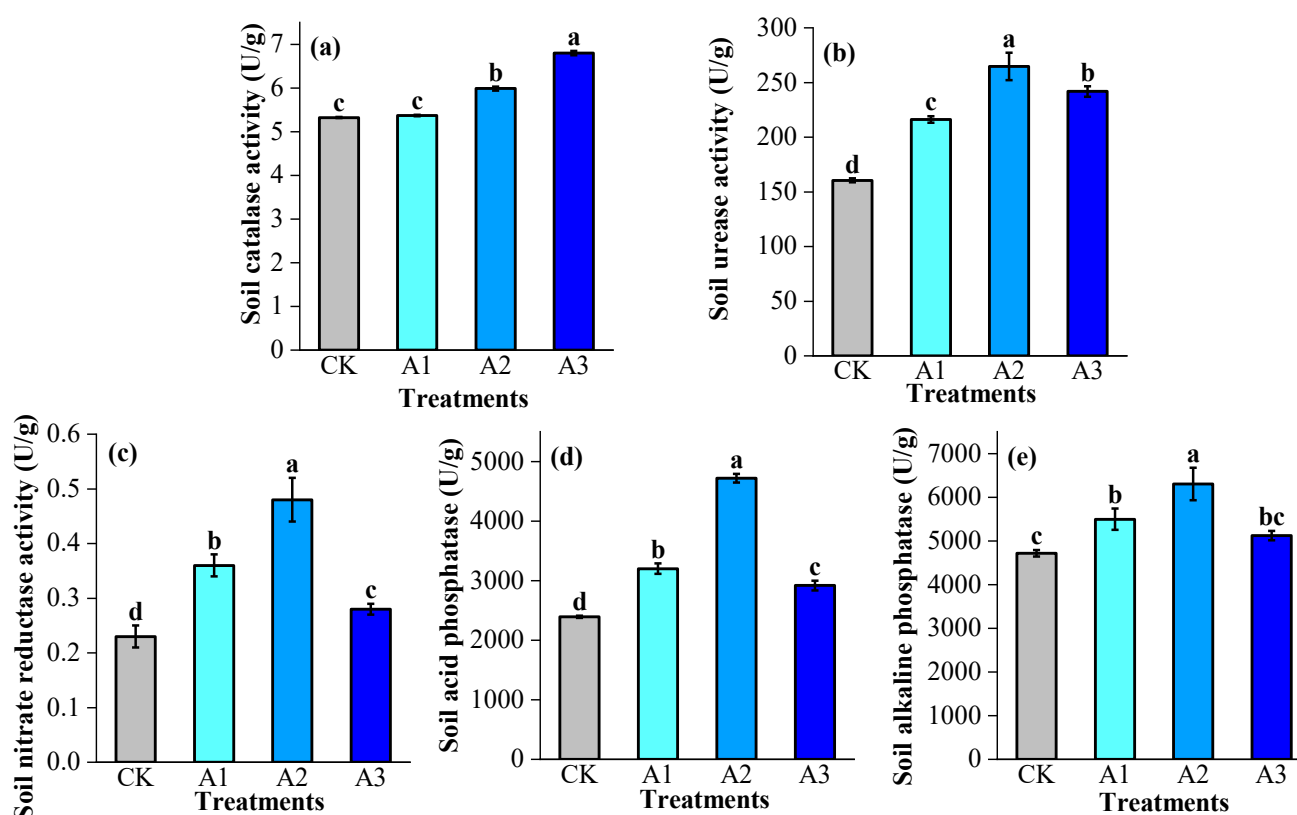 Soil catalase activity (U/g)
(a)
7
6
5
4
3
2
1
0
c
c
b
a
CK A1 A2 A3
Treatments
Soil urease activity (U/g)
(b)
300
250
200
150
100
50
0
d
c
a
b
CK A1 A2 A3
Treatments
Soil nitrate reductase activity (U/g)
(c)
0.6
0.5
0.4
0.3
0.2
0.1
0.0
d
b
a
c
CK A1 A2 A3
Treatments
Soil acid phosphatase (U/g)
(d)
5000
4000
3000
2000
1000
0
d
b
a
c
CK A1 A2 A3
Treatments
Soil alkaline phosphatase (U/g)
(e)
7000
6000
5000
4000
3000
2000
1000
0
c
b
a
bc
CK A1 A2 A3
Treatments